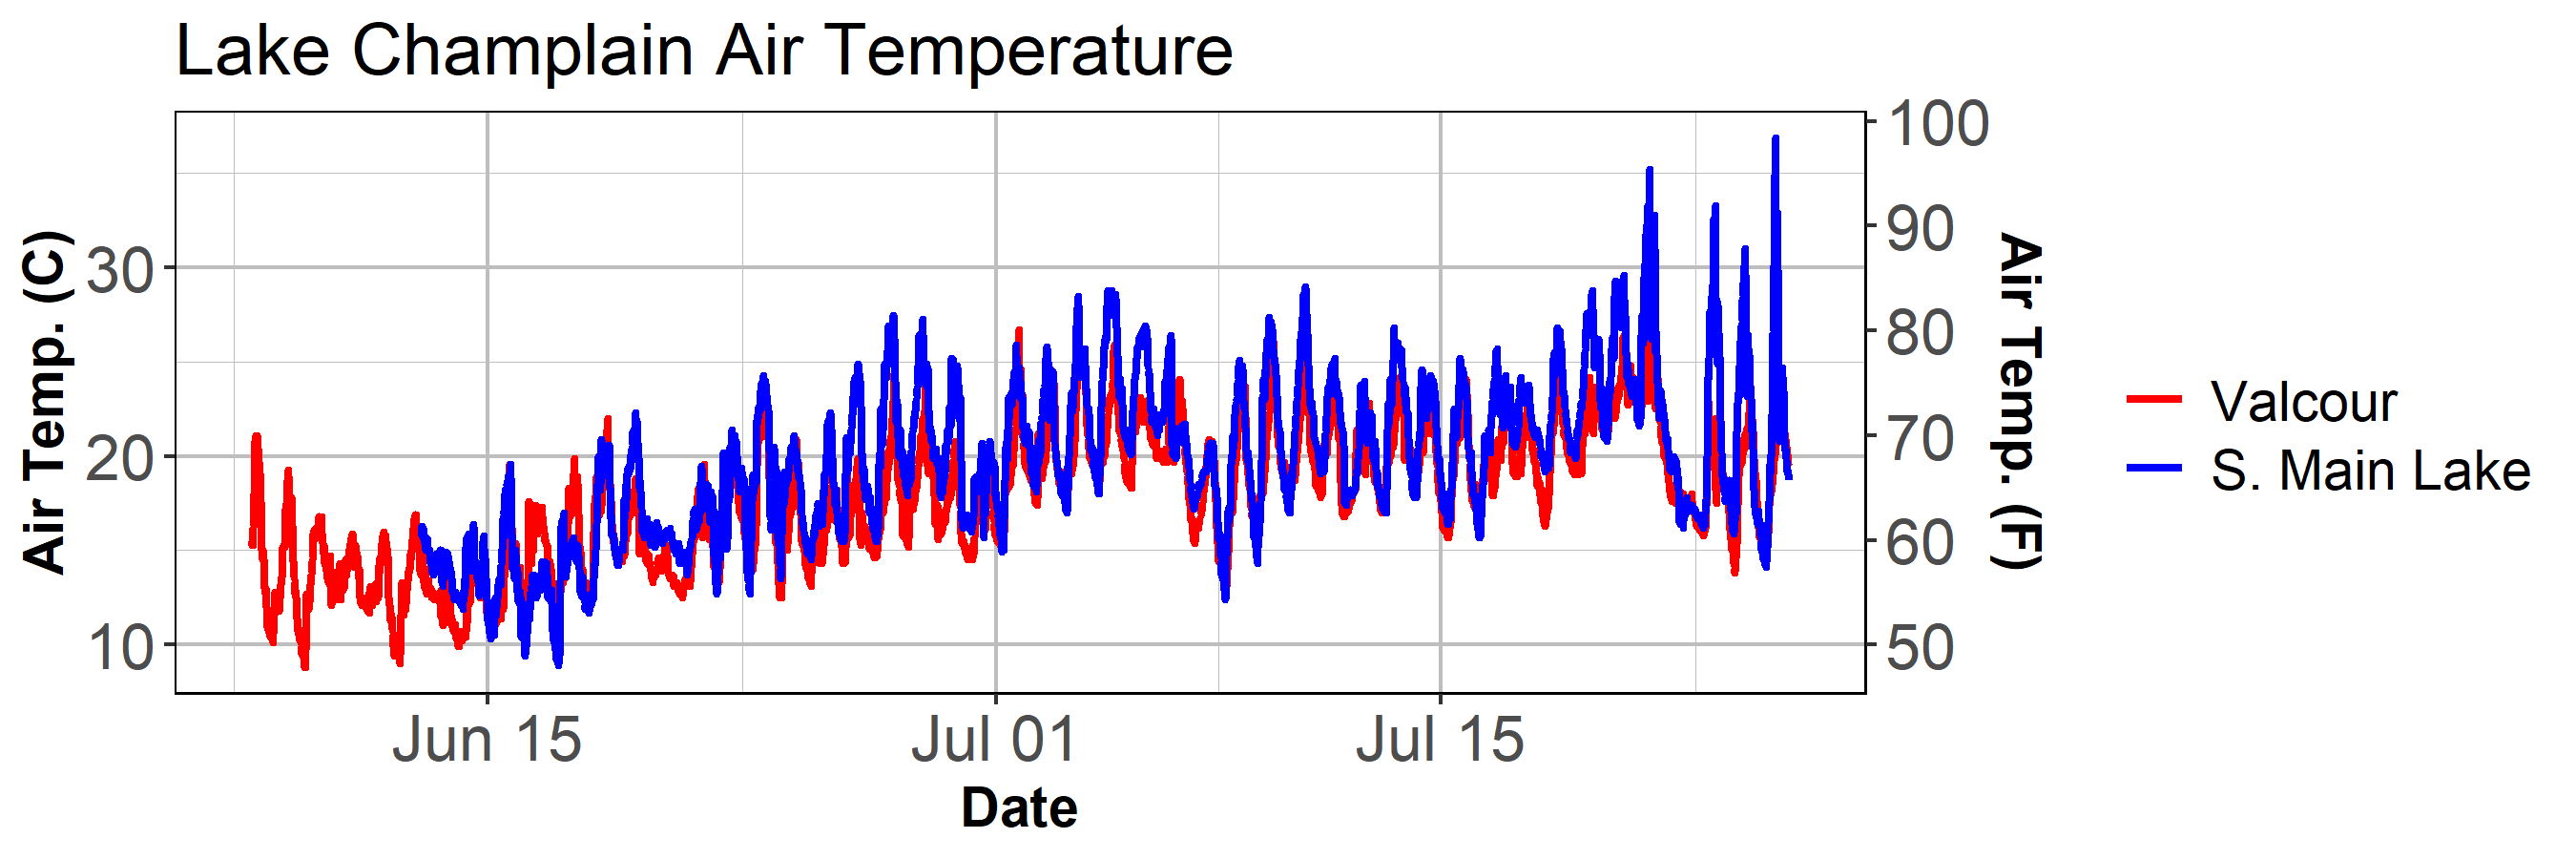 Lake Champlain Air Temperature
Air Temp. (C)
30
20
10
100
90
80
70
60
50
Air Temp. (F)
Jun 15
Jul 01
Jul 15
Date
Valcour
S. Main Lake